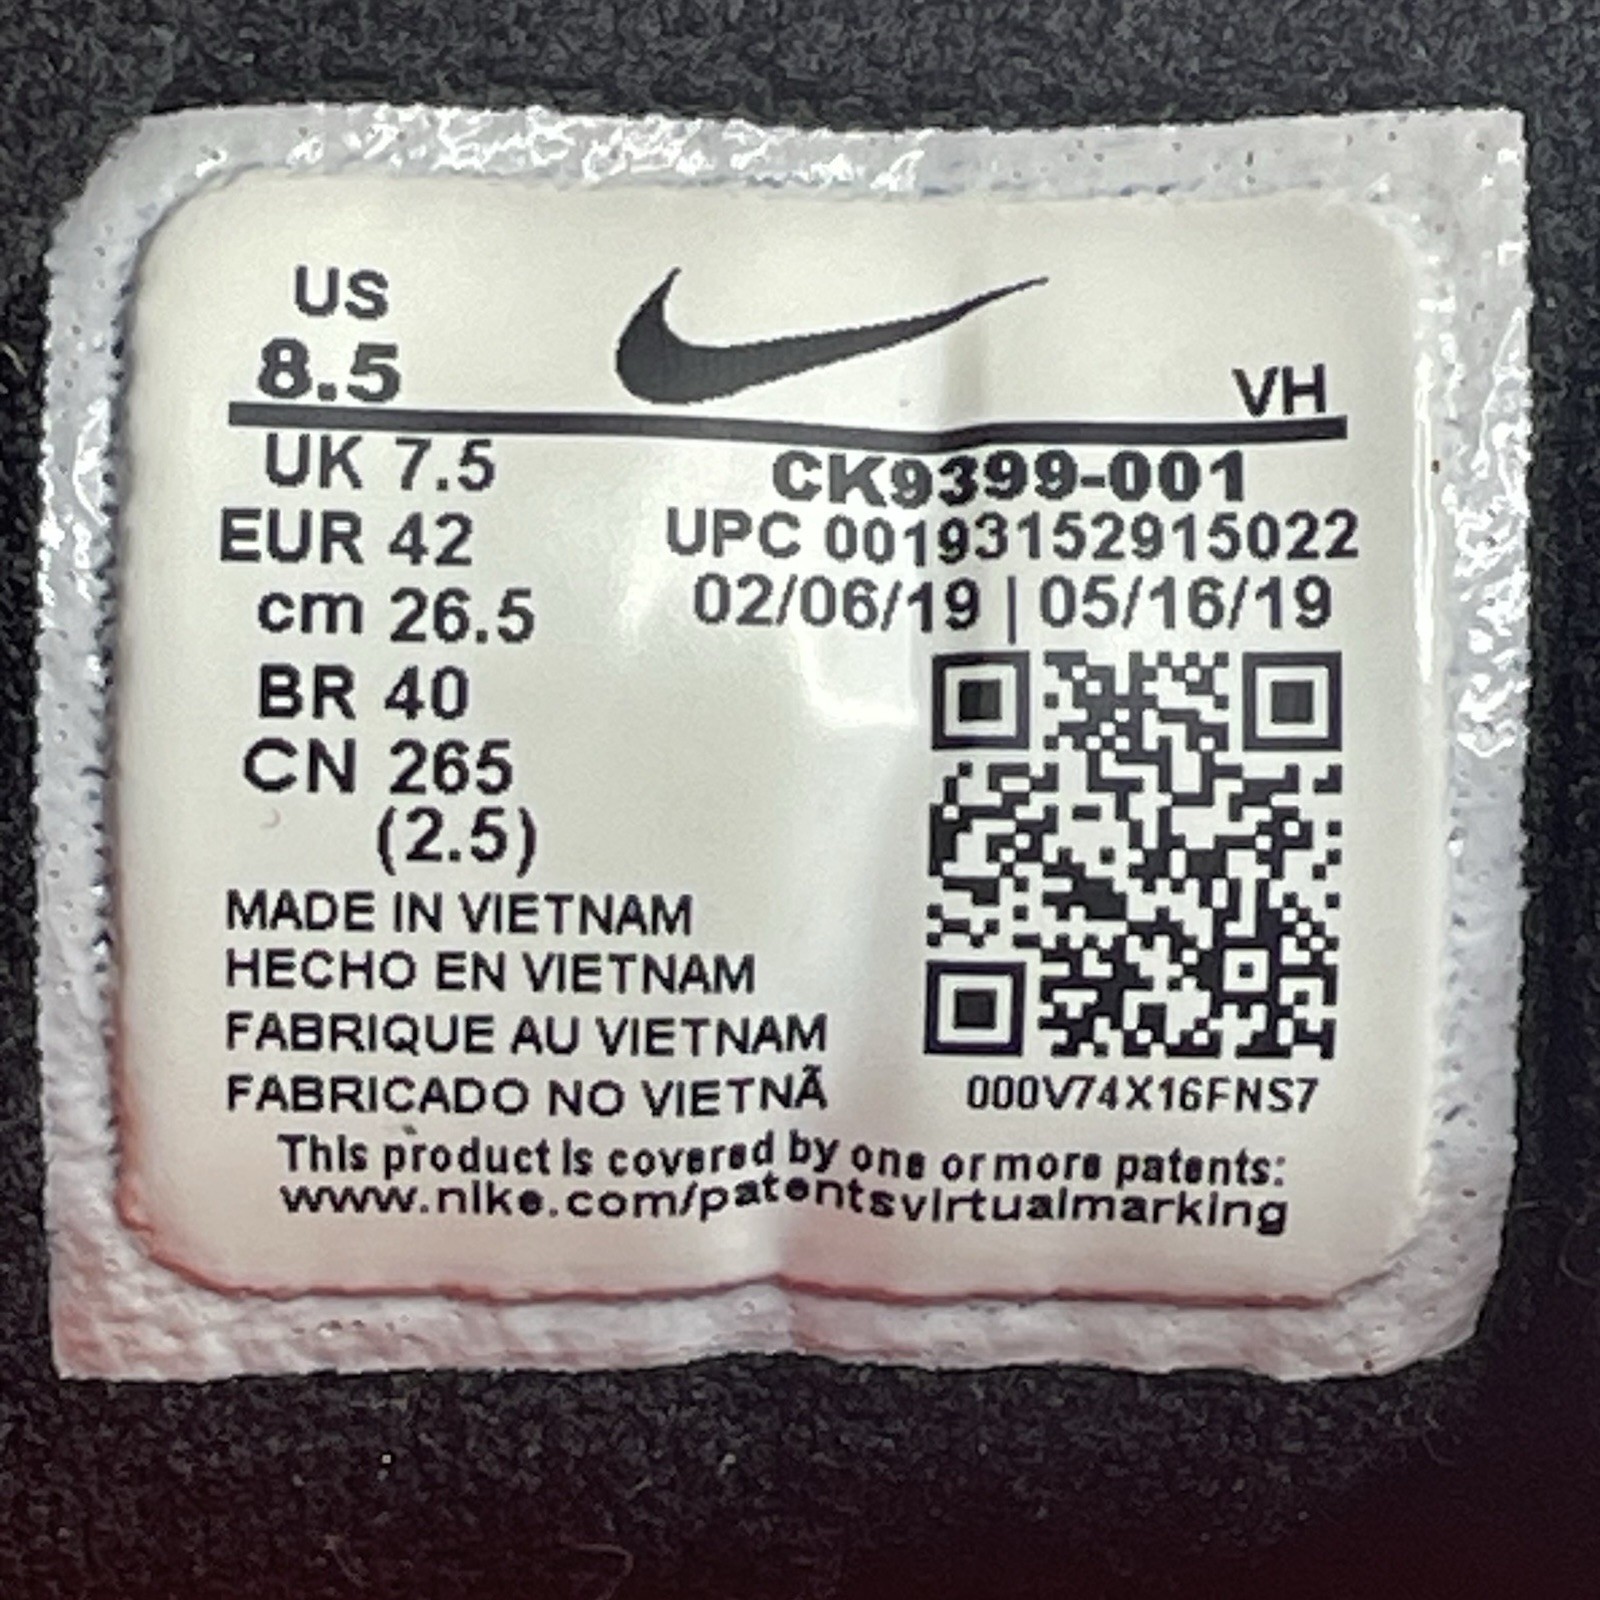 US
8.5
VH
UK 7.5
EUR 42
cm 26.5
BR 40
CN 265
(2.5)
CK9399-001
UPC 00193152915022
02/06/19 | 05/16/19
000V74X16FNS7
MADE IN VIETNAM
HECHO EN VIETNAM
FABRIQUE AU VIETNAM
FABRICADO NO VIETNÃ
This product is covered by one or more patents:
www.nike.com/patentsvirtualmarking